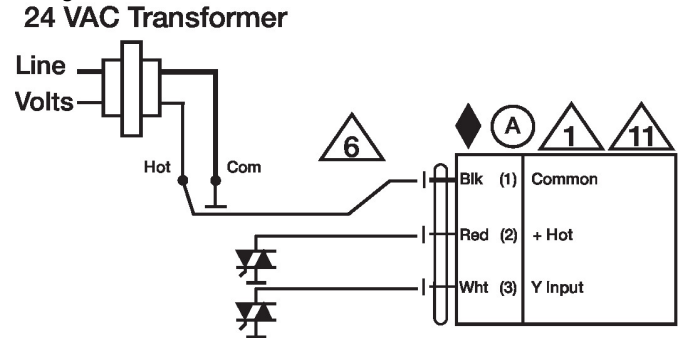 24 VAC Transformer
Line
Volts
Hot
Com
6
A
1
11
Blk (1) Common
Red (2) + Hot
Wht (3) Y Input